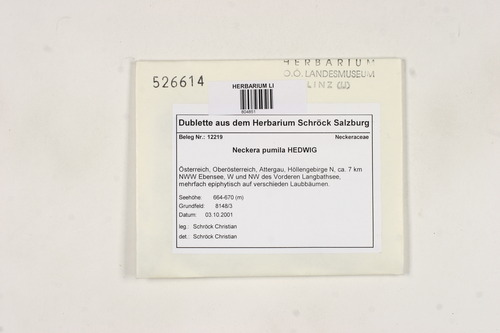 HERBARIUM
O.Ö. LANDESMUSEUM
LINZ (LI)
526614
HERBARIUM LI
Dublette aus dem Herbarium Schröck Salzburg
Beleg Nr.: 12219 Neckeraceae
Neckera pumila HEDWIG
Österreich, Oberösterreich, Attergau, Höllengebirge N, ca. 7 km
NWW Ebensee, W und NW des Vorderen Langbathsee,
mehrfach epiphytisch auf verschieden Laubbäumen.
Seehöhe: 664-670 (m)
Grundfeld: 8148/3
Datum: 03.10.2001
leg. Schröck Christian
det. Schröck Christian